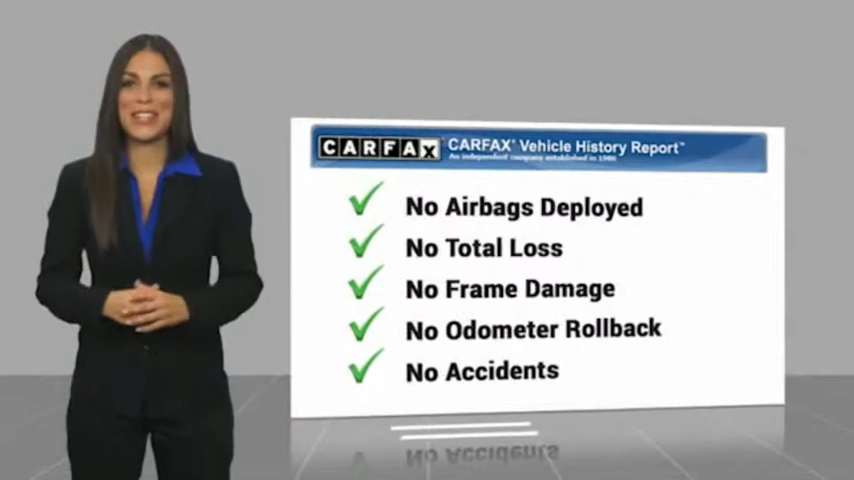 CARFAX CARFAX® Vehicle History Report™
An independent company established in 1986
No Airbags Deployed
No Total Loss
No Frame Damage
No Odometer Rollback
No Accidents
No Accidents